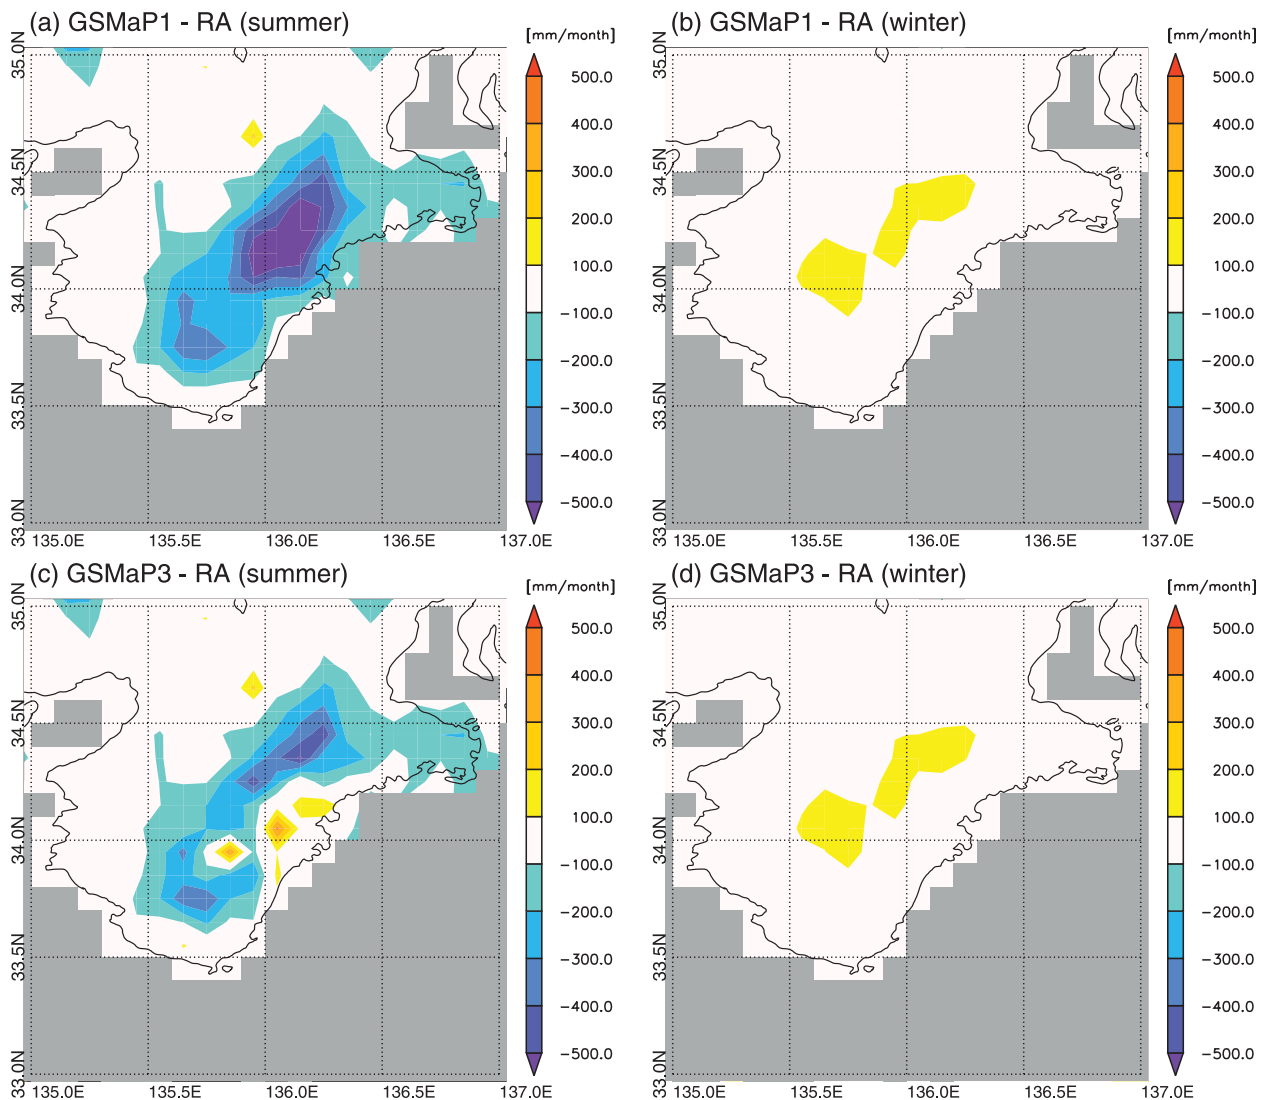 (a) GSMaP1 - RA (summer)
[mm/month]
35.0N
34.5N
34.0N
33.5N
33.0N
135.0E 135.5E 136.0E 136.5E 137.0E
500.0
400.0
300.0
200.0
100.0
-100.0
-200.0
-300.0
-400.0
-500.0
(b) GSMaP1 - RA (winter)
[mm/month]
35.0N
34.5N
34.0N
33.5N
33.0N
135.0E 135.5E 136.0E 136.5E 137.0E
500.0
400.0
300.0
200.0
100.0
-100.0
-200.0
-300.0
-400.0
-500.0
(c) GSMaP3 - RA (summer)
[mm/month]
35.0N
34.5N
34.0N
33.5N
33.0N
135.0E 135.5E 136.0E 136.5E 137.0E
500.0
400.0
300.0
200.0
100.0
-100.0
-200.0
-300.0
-400.0
-500.0
(d) GSMaP3 - RA (winter)
[mm/month]
35.0N
34.5N
34.0N
33.5N
33.0N
135.0E 135.5E 136.0E 136.5E 137.0E
500.0
400.0
300.0
200.0
100.0
-100.0
-200.0
-300.0
-400.0
-500.0